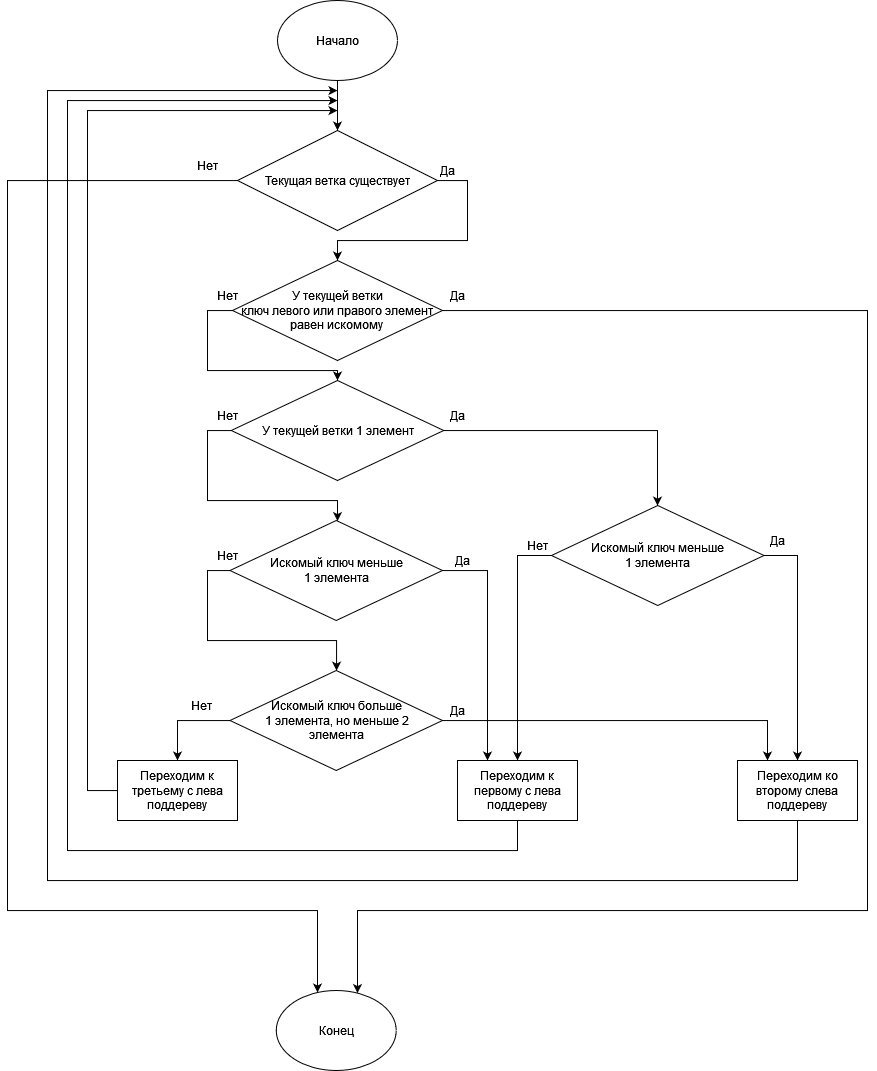 Начало
Нет
Да
Текущая ветка существует
Нет
У текущей ветки
ключ левого или правого элемент
равен искомому
Да
Нет
У текущей ветки 1 элемент
Да
Нет
Искомый ключ меньше
1 элемента
Да
Нет
Искомый ключ меньше
1 элемента
Да
Нет
Искомый ключ больше
1 элемента, но меньше 2
элемента
Да
Переходим к
третьему с лева
поддереву
Переходим к
первому с лева
поддереву
Переходим ко
второму слева
поддереву
Конец